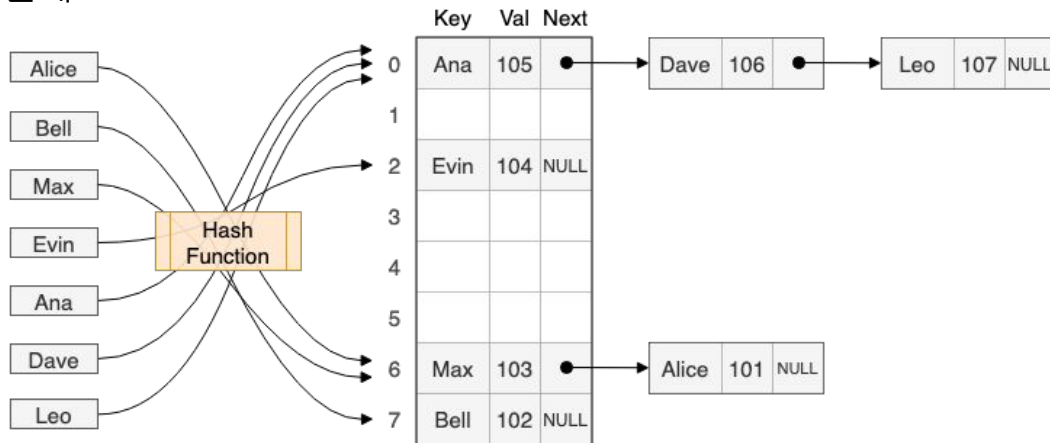 Key Val Next
Alice
Bell
Max
Evin
Ana
Dave
Leo
Hash
Function
0 Ana 105 Dave 106 Leo 107 NULL
1
2 Evin 104 NULL
3
4
5
6 Max 103 Alice 101 NULL
7 Bell 102 NULL